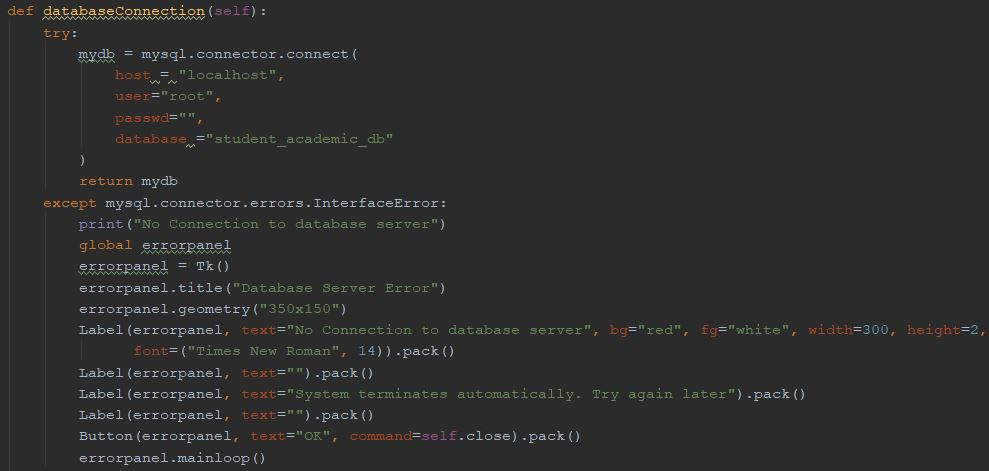 def databaseConnection(self):
    try:
        mydb = mysql.connector.connect(
            host = "localhost",
            user="root",
            passwd="",
            database ="student_academic_db"
        )
        return mydb
    except mysql.connector.errors.InterfaceError:
        print("No Connection to database server")
        global errorpanel
        errorpanel = Tk()
        errorpanel.title("Database Server Error")
        errorpanel.geometry("350x150")
        Label(errorpanel, text="No Connection to database server", bg="red", fg="white", width=300, height=2,
              font=("Times New Roman", 14)).pack()
        Label(errorpanel, text="").pack()
        Label(errorpanel, text="System terminates automatically. Try again later").pack()
        Label(errorpanel, text="").pack()
        Button(errorpanel, text="OK", command=self.close).pack()
        errorpanel.mainloop()